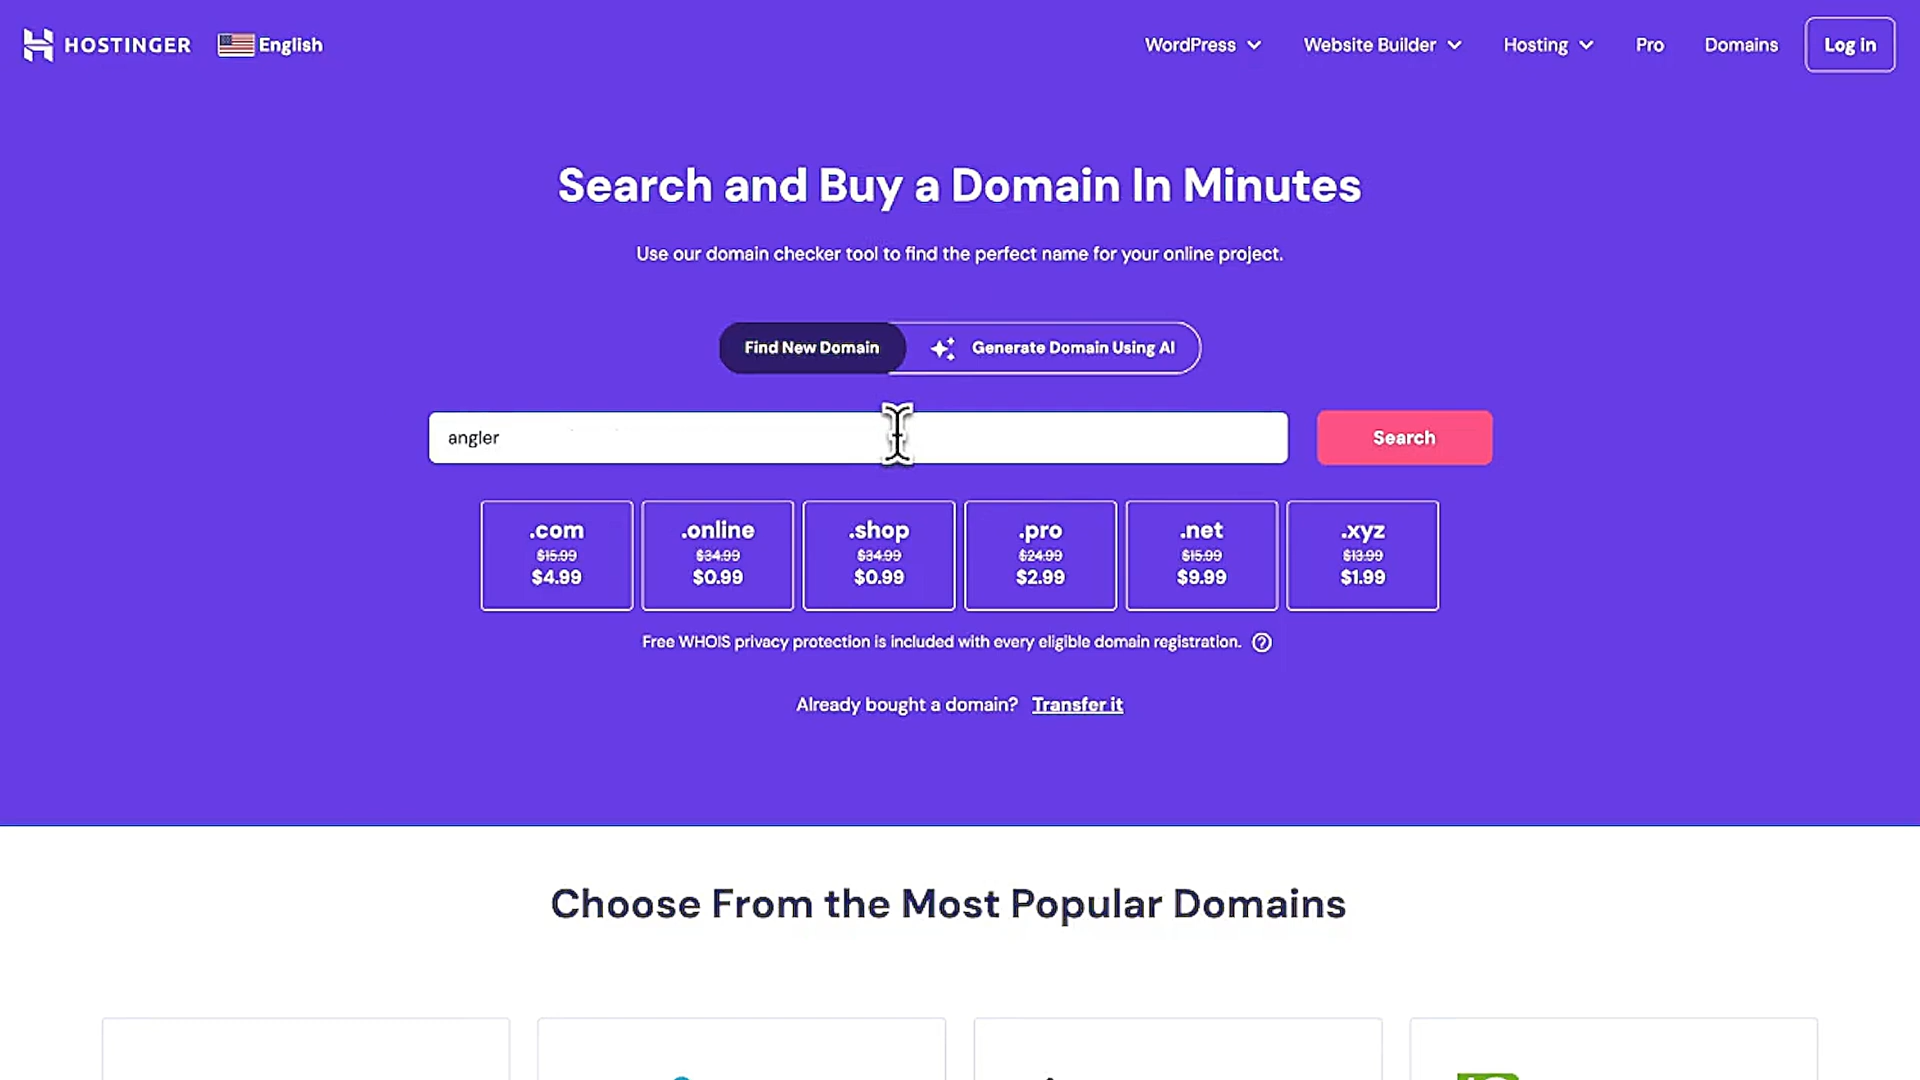 HOSTINGER
English
WordPress
Website Builder
Hosting
Pro
Domains
Log in
Search and Buy a Domain In Minutes
Use our domain checker tool to find the perfect name for your online project.
Find New Domain
Generate Domain Using AI
angler
Search
.com
$15.99
$4.99
.online
$34.99
$0.99
.shop
$34.99
$0.99
.pro
$24.99
$2.99
.net
$15.99
$9.99
.xyz
$13.99
$1.99
Free WHOIS privacy protection is included with every eligible domain registration. ?
Already bought a domain? Transfer it
Choose From the Most Popular Domains